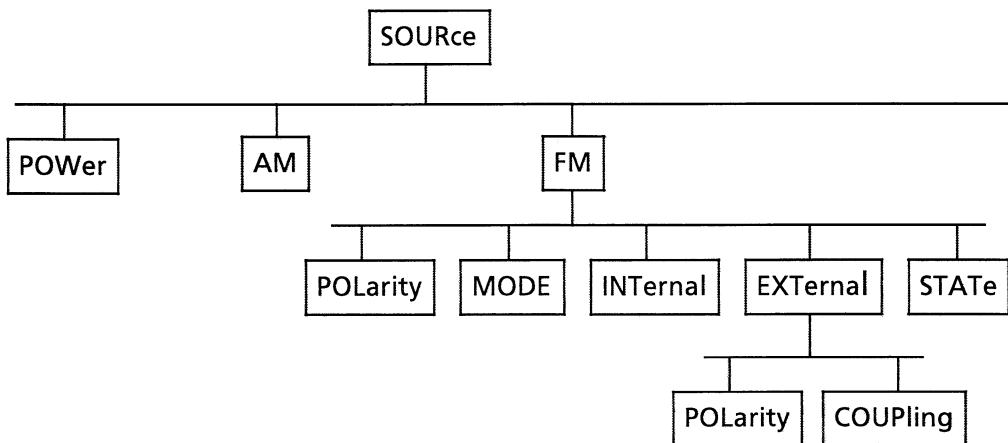 SOURce
POWer
AM
FM
POLarity
MODE
INTernal
EXTernal
STATe
POLarity
COUPling